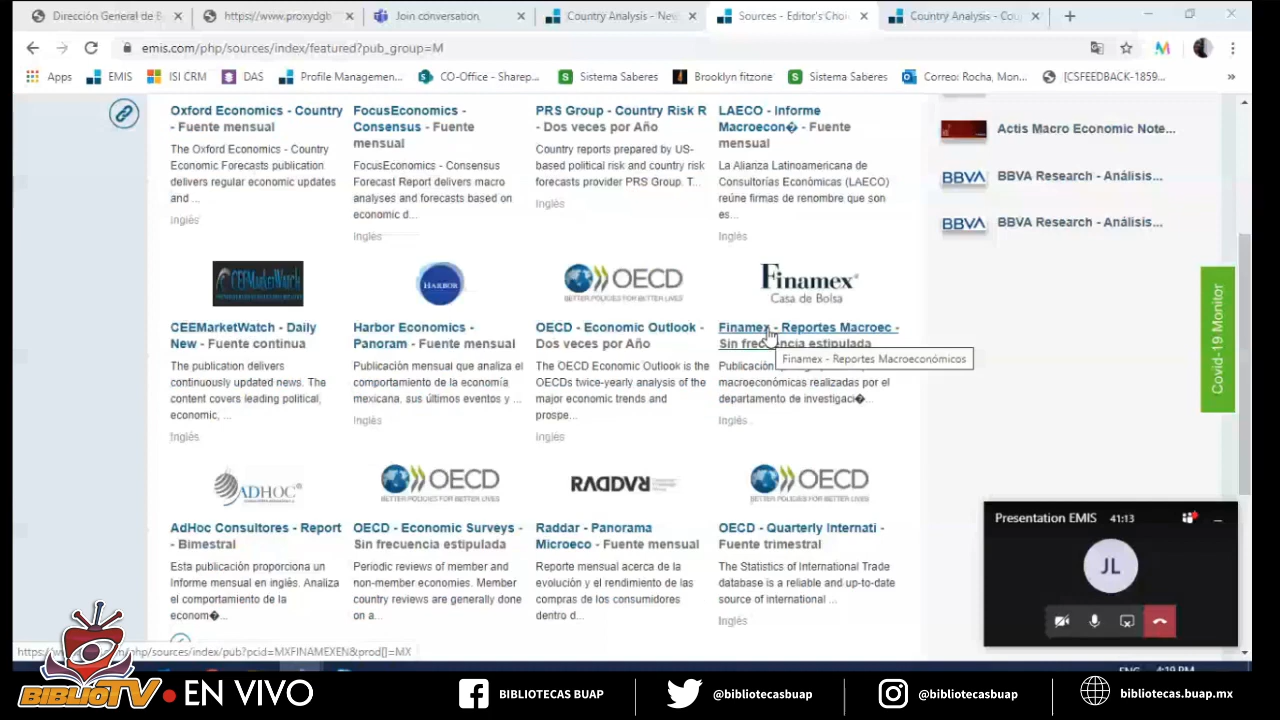 Dirección General de B
https://www.proxydgb
Join conversation
Country Analysis - New
Sources - Editor's Choic
Country Analysis - Cou
emis.com/php/sources/index/featured?pub_group=M
Apps
EMIS
ISI CRM
DAS
Profile Managemen...
CO-Office - Sharep...
Sistema Saberes
Brooklyn fitzone
Sistema Saberes
Correo: Rocha, Mon...
[CSFEEDBACK-1859...
»
Oxford Economics - Country
- Fuente mensual
The Oxford Economics - Country
Economic Forecasts publication
delivers regular economic updates
and ...
Inglés
FocusEconomics -
Consensus - Fuente
mensual
FocusEconomics - Consensus
Forecast Report delivers macro
analyses and forecasts based on
economic d...
Inglés
PRS Group - Country Risk R
- Dos veces por Año
Country reports prepared by US-
based political risk and country risk
forecasts provider PRS Group. T...
Inglés
LAECO - Informe
Macroecon� - Fuente
mensual
La Alianza Latinoamericana de
Consultorías Económicas (LAECO)
reúne firmas de renombre que son
es...
Inglés
Actis Macro Economic Note...
BBVA
BBVA Research - Análisis...
BBVA
BBVA Research - Análisis...
CEEMarketWatch
CEEMarketWatch - Daily
New - Fuente continua
The publication delivers
continuously updated news. The
content covers leading political,
economic, ...
Inglés
HARBOR
Harbor Economics -
Panoram - Fuente mensual
Publicación mensual que analiza el
comportamiento de la economía
mexicana, sus últimos eventos y ...
Inglés
OECD
BETTER POLICIES FOR BETTER LIVES
OECD - Economic Outlook -
Dos veces por Año
The OECD Economic Outlook is the
OECDs twice-yearly analysis of the
major economic trends and
prospe...
Inglés
Finamex
Casa de Bolsa
Finamex - Reportes Macroec -
Sin frecuencia estipulada
Finamex - Reportes Macroeconómicos
Publicación
macroeconómicas realizadas por el
departamento de investigaci�...
Inglés
Covid-19 Monitor
ADHOC
AdHoc Consultores - Report
- Bimestral
Esta publicación proporciona un
Informe mensual en inglés. Analiza
el comportamiento de la
econom�...
OECD
BETTER POLICIES FOR BETTER LIVES
OECD - Economic Surveys -
Sin frecuencia estipulada
Periodic reviews of member and
non-member economies. Member
country reviews are generally done
on a...
RADDAR
Raddar - Panorama
Microeco - Fuente mensual
Reporte mensual acerca de la
evolución y el rendimiento de las
compras de los consumidores
dentro d...
OECD
BETTER POLICIES FOR BETTER LIVES
OECD - Quarterly Internati -
Fuente trimestral
The Statistics of International Trade
database is a reliable and up-to-date
source of international ...
Inglés
Presentation EMIS
41:13
JL
/php/sources/index/pub?pcid=MXFINAMEXEN&prod[]=MX
ENG
4:19 PM
BIBLIOTV
EN VIVO
BIBLIOTECAS BUAP
@bibliotecasbuap
@bibliotecasbuap
bibliotecas.buap.mx